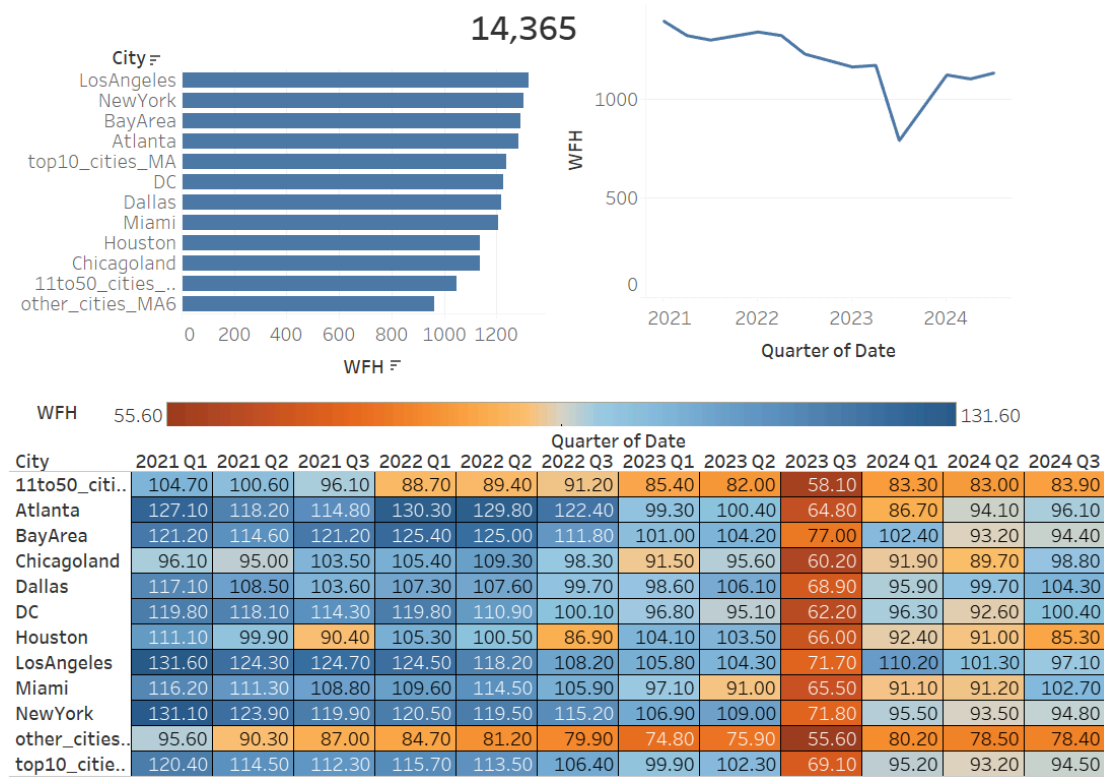 14,365
City
LosAngeles
NewYork
BayArea
Atlanta
top10_cities_MA
DC
Dallas
Miami
Houston
Chicagoland
11to50_cities_..
other_cities_MA6
0 200 400 600 800 1000 1200
WFH
WFH
1000
500
0
2021 2022 2023 2024
Quarter of Date
WFH 55.60 131.60
Quarter of Date
City 2021 Q1 2021 Q2 2021 Q3 2022 Q1 2022 Q2 2022 Q3 2023 Q1 2023 Q2 2023 Q3 2024 Q1 2024 Q2 2024 Q3
11to50_citi.. 104.70 100.60 96.10 88.70 89.40 91.20 85.40 82.00 58.10 83.30 83.00 83.90
Atlanta 127.10 118.20 114.80 130.30 129.80 122.40 99.30 100.40 64.80 86.70 94.10 96.10
BayArea 121.20 114.60 121.20 125.40 125.00 111.80 101.00 104.20 77.00 102.40 93.20 94.40
Chicagoland 96.10 95.00 103.50 105.40 109.30 98.30 91.50 95.60 60.20 91.90 89.70 98.80
Dallas 117.10 108.50 103.60 107.30 107.60 99.70 98.60 106.10 68.90 95.90 99.70 104.30
DC 119.80 118.10 114.30 119.80 110.90 100.10 96.80 95.10 62.20 96.30 92.60 100.40
Houston 111.10 99.90 90.40 105.30 100.50 86.90 104.10 103.50 66.00 92.40 91.00 85.30
LosAngeles 131.60 124.30 124.70 124.50 118.20 108.20 105.80 104.30 71.70 110.20 101.30 97.10
Miami 116.20 111.30 108.80 109.60 114.50 105.90 97.10 91.00 65.50 91.10 91.20 102.70
NewYork 131.10 123.90 119.90 120.50 119.50 115.20 106.90 109.00 71.80 95.50 93.50 94.80
other_cities.. 95.60 90.30 87.00 84.70 81.20 79.90 74.80 75.90 55.60 80.20 78.50 78.40
top10_citie.. 120.40 114.50 112.30 115.70 113.50 106.40 99.90 102.30 69.10 95.20 93.20 94.50